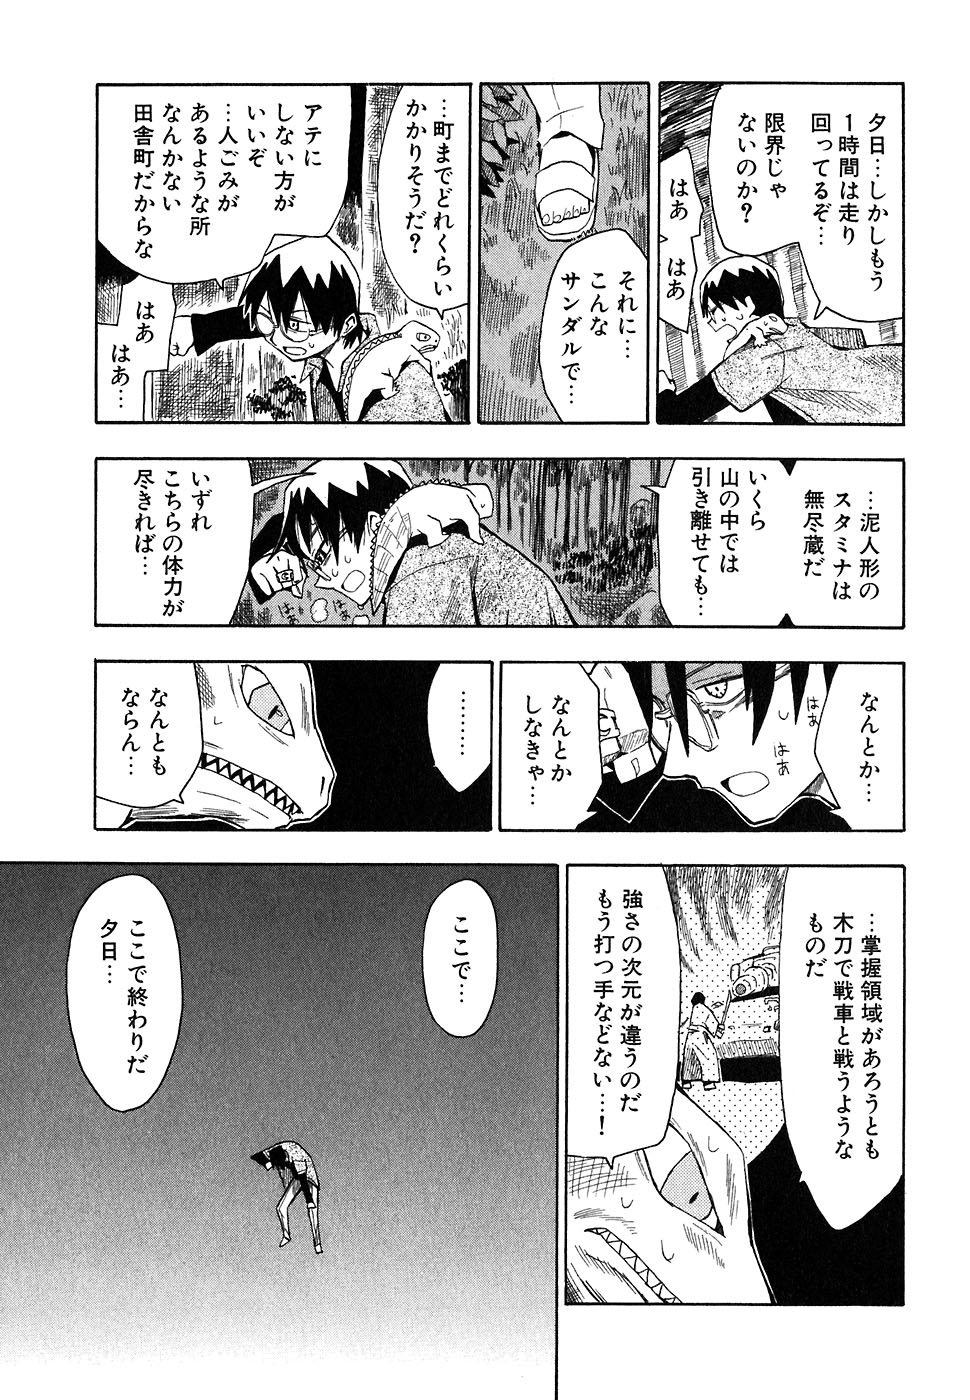 夕日…しかしもう
1時間は走り
回ってるぞ…
限界じゃ
ないのか？
はぁ
はぁ
それに…
こんな
サンダルで…
…町までどれくらい
かかりそうだ？
アテに
しない方が
いいぞ
…人ごみが
あるような所
なんかない
田舎町だからな
はぁ
はぁ…
…泥人形の
スタミナは
無尽蔵だ
いくら
山の中では
引き離せても…
はぁ
はぁ
いずれ
こちらの体力が
尽きれば…
なんとか…
はぁ
はぁ
なんとか
しなきゃ…
………
なんとも
ならん…
…掌握領域があろうとも
木刀で戦車と戦うような
ものだ
強さの次元が違うのだ
もう打つ手などない…！
ここで…
ここで終わりだ
夕日…